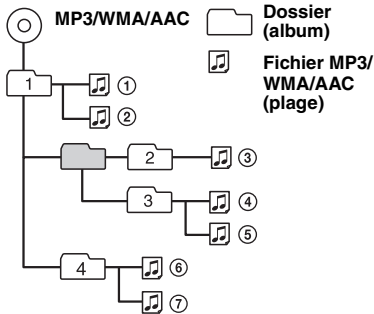 MP3/WMA/AAC
Dossier
(album)
Fichier MP3/
WMA/AAC
(plage)
1
①
②
2
③
3
④
⑤
4
⑥
⑦